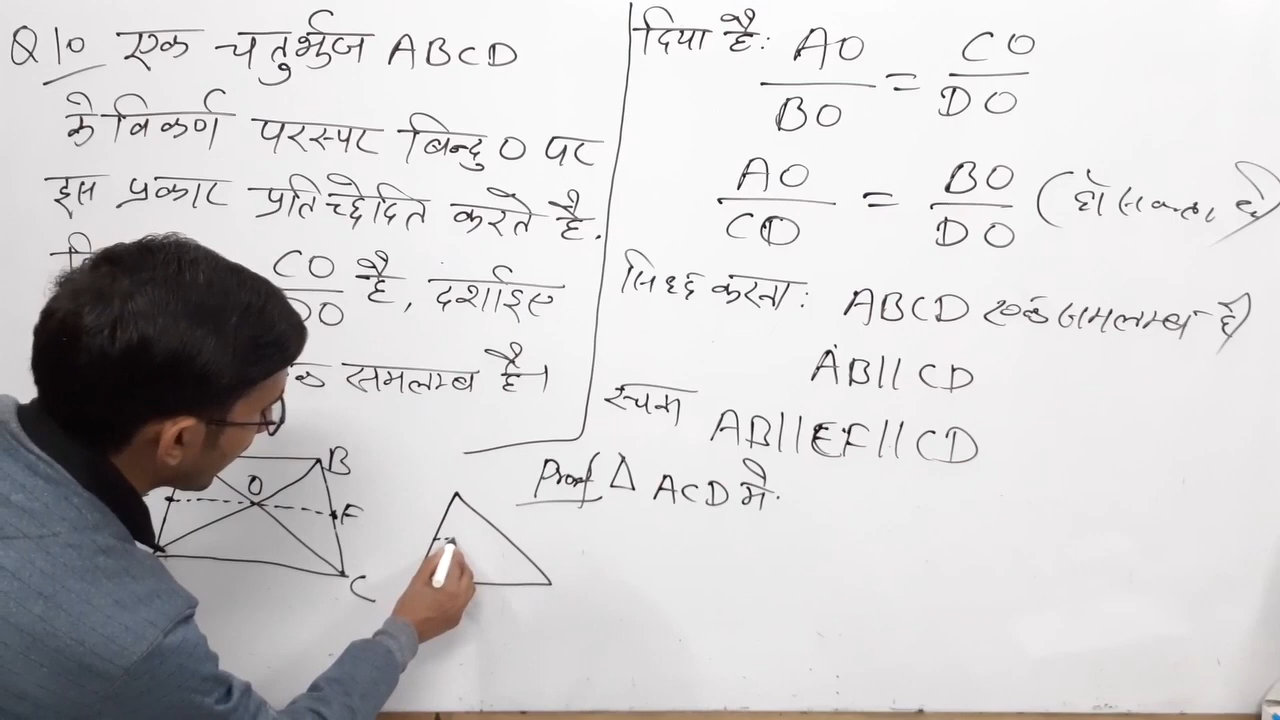 Q10 एक चतुर्भुज ABCD
के विकर्ण परस्पर बिन्दु O पर
इस प्रकार प्रतिच्छेदित करते है.
CO/DO है, दर्शाइए
समलम्ब है।
B
O
F
C
दिया है: AO/BO = CO/DO
AO/CD = BO/DO (हो सकता है)
सिद्ध करना: ABCD एक समलम्ब है
AB || CD
रचना AB || EF || CD
Proof Δ ACD मे.